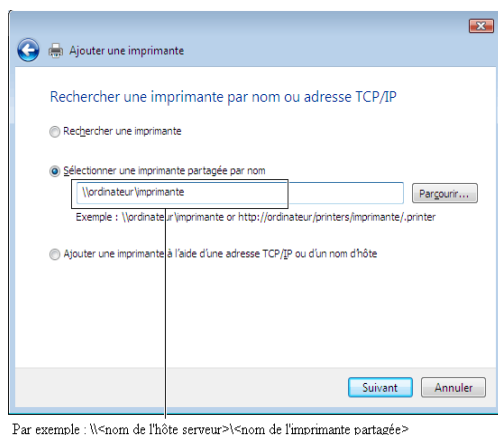 Ajouter une imprimante
Rechercher une imprimante par nom ou adresse TCP/IP
Rechercher une imprimante
Sélectionner une imprimante partagée par nom
\\ordinateur\imprimante
Parcourir...
Exemple : \\ordinateur\imprimante or http://ordinateur/printers/imprimante/.printer
Ajouter une imprimante à l'aide d'une adresse TCP/IP ou d'un nom d'hôte
Suivant
Annuler
Par exemple : \\<nom de l'hôte serveur>\<nom de l'imprimante partagée>